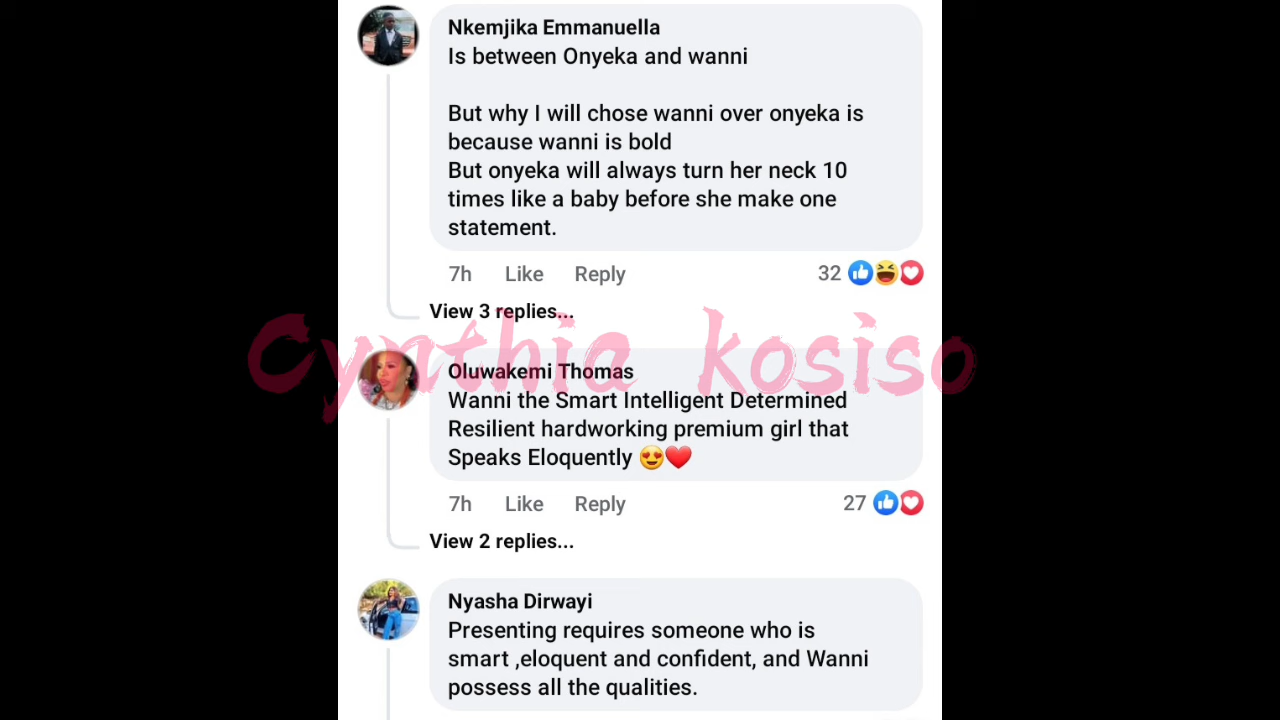 Nkemjika Emmanuella
Is between Onyeka and wanni
But why I will chose wanni over onyeka is
because wanni is bold
But onyeka will always turn her neck 10
times like a baby before she make one
statement.
7h Like Reply 32
View 3 replies...
Cynthia kosiso
Oluwakemi Thomas
Wanni the Smart Intelligent Determined
Resilient hardworking premium girl that
Speaks Eloquently 😍❤️
7h Like Reply 27
View 2 replies...
Nyasha Dirwayi
Presenting requires someone who is
smart ,eloquent and confident, and Wanni
possess all the qualities.